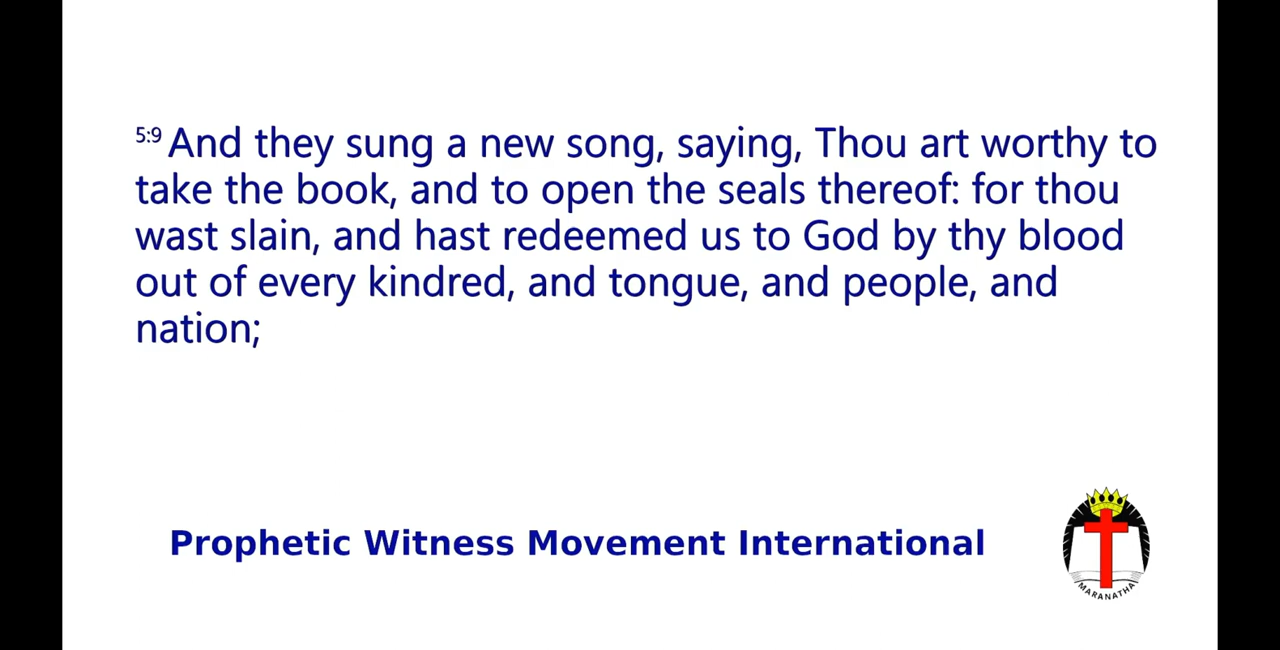 5:9 And they sung a new song, saying, Thou art worthy to
take the book, and to open the seals thereof: for thou
wast slain, and hast redeemed us to God by thy blood
out of every kindred, and tongue, and people, and
nation;
Prophetic Witness Movement International
MARANATHA